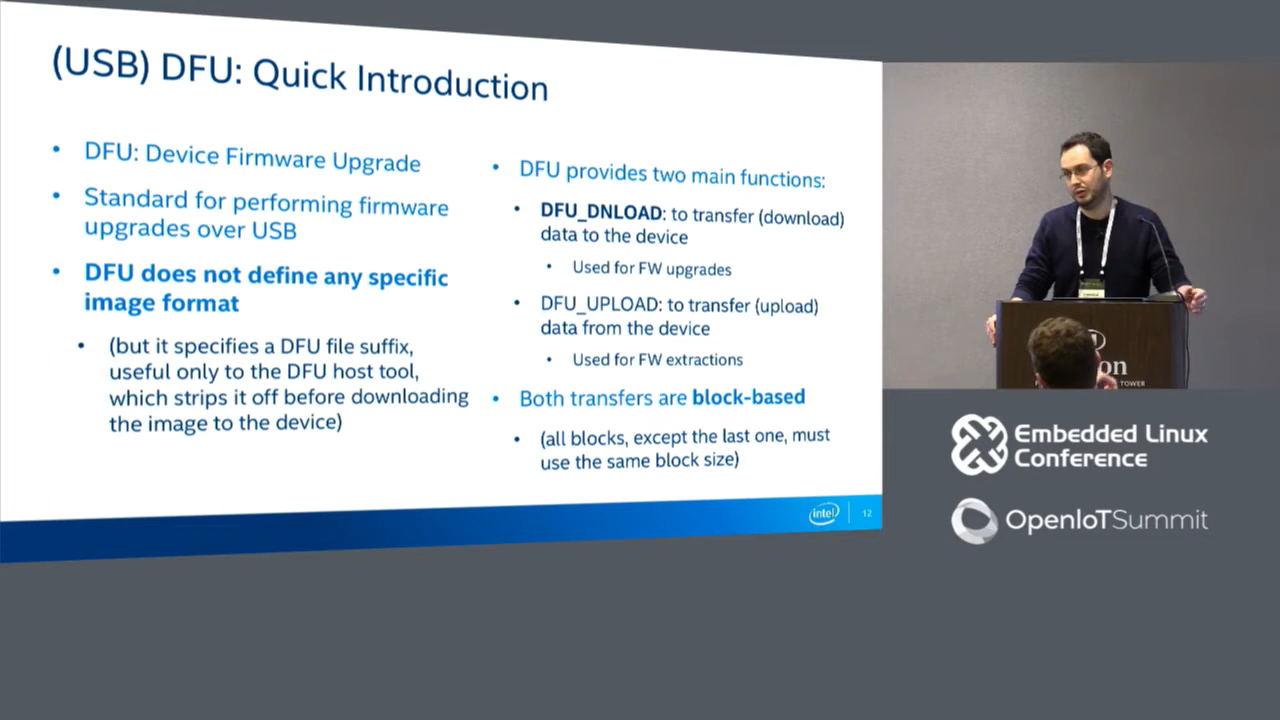 (USB) DFU: Quick Introduction
• DFU: Device Firmware Upgrade
• Standard for performing firmware
upgrades over USB
• DFU does not define any specific
image format
• (but it specifies a DFU file suffix,
useful only to the DFU host tool,
which strips it off before downloading
the image to the device)
• DFU provides two main functions:
• DFU_DNLOAD: to transfer (download)
data to the device
• Used for FW upgrades
• DFU_UPLOAD: to transfer (upload)
data from the device
• Used for FW extractions
• Both transfers are block-based
• (all blocks, except the last one, must
use the same block size)
intel
12
TOWER
Embedded Linux
Conference
OpenIoTSummit